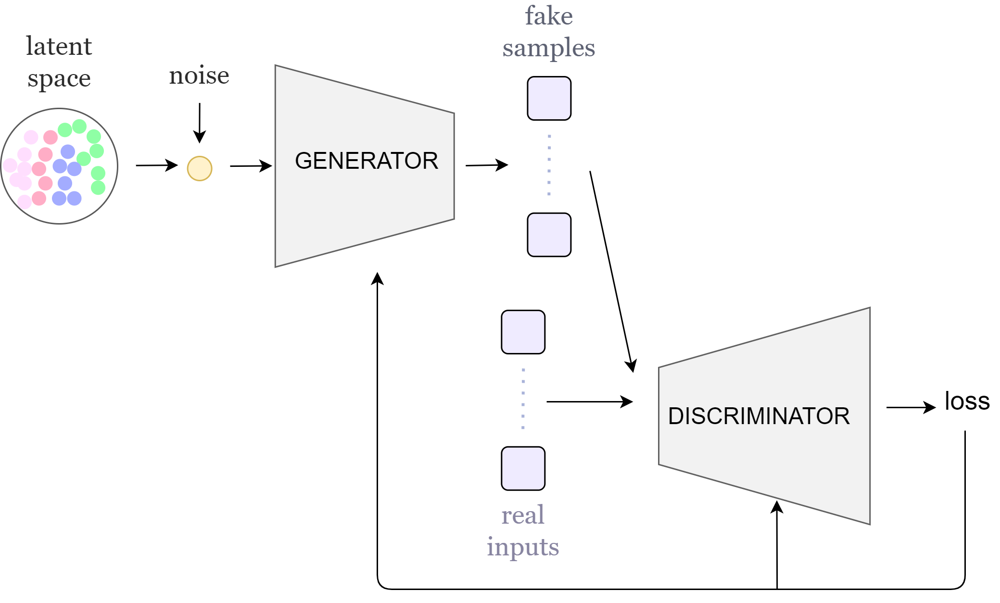 latent
space
noise
GENERATOR
fake
samples
real
inputs
DISCRIMINATOR
loss